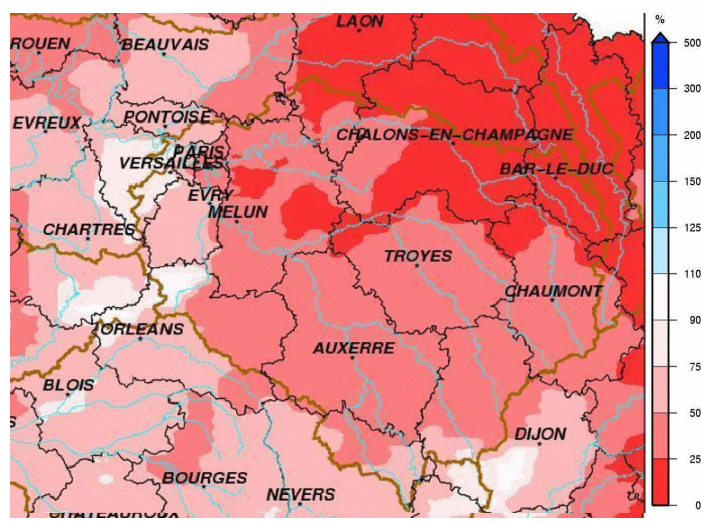 LAON
%
ROUEN
BEAUVAIS
500
300
PONTOISE
EVREUX
CHALONS-EN-CHAMPAGNE
200
PARIS
VERSAILLES
BAR-LE-DUC
150
EVRY
MELUN
125
CHARTRES
TROYES
110
CHAUMONT
90
ORLEANS
AUXERRE
75
BLOIS
S
50
DIJON
25
BOURGES
NEVERS
0
CHATEAUROUX